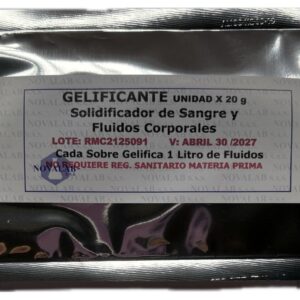 GELIFICANTE UNIDAD X 20 g
Solidificador de Sangre y
Fluidos Corporales
LOTE: RMC2125091 V: ABRIL 30 /2027
Cada Sobre Gelifica 1 Litro de Fluidos
NO REQUIERE REG. SANITARIO MATERIA PRIMA
NOVALAB